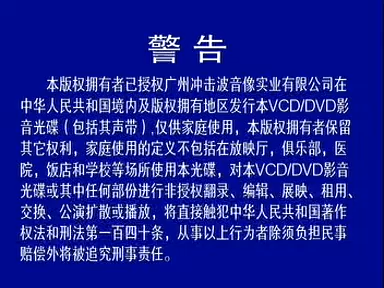 警 告
本版权拥有者已授权广州冲击波音像实业有限公司在
中华人民共和国境内及版权拥有地区发行本VCD/DVD影
音光碟（包括其声带）,仅供家庭使用，本版权拥有者保留
其它权利，家庭使用的定义不包括在放映厅，俱乐部，医
院，饭店和学校等场所使用本光碟，对本VCD/DVD影音
光碟或其中任何部份进行非授权翻录、编辑、展映、租用、
交换、公演扩散或播放，将直接触犯中华人民共和国著作
权法和刑法第一百四十条，从事以上行为者除须负担民事
赔偿外将被追究刑事责任。